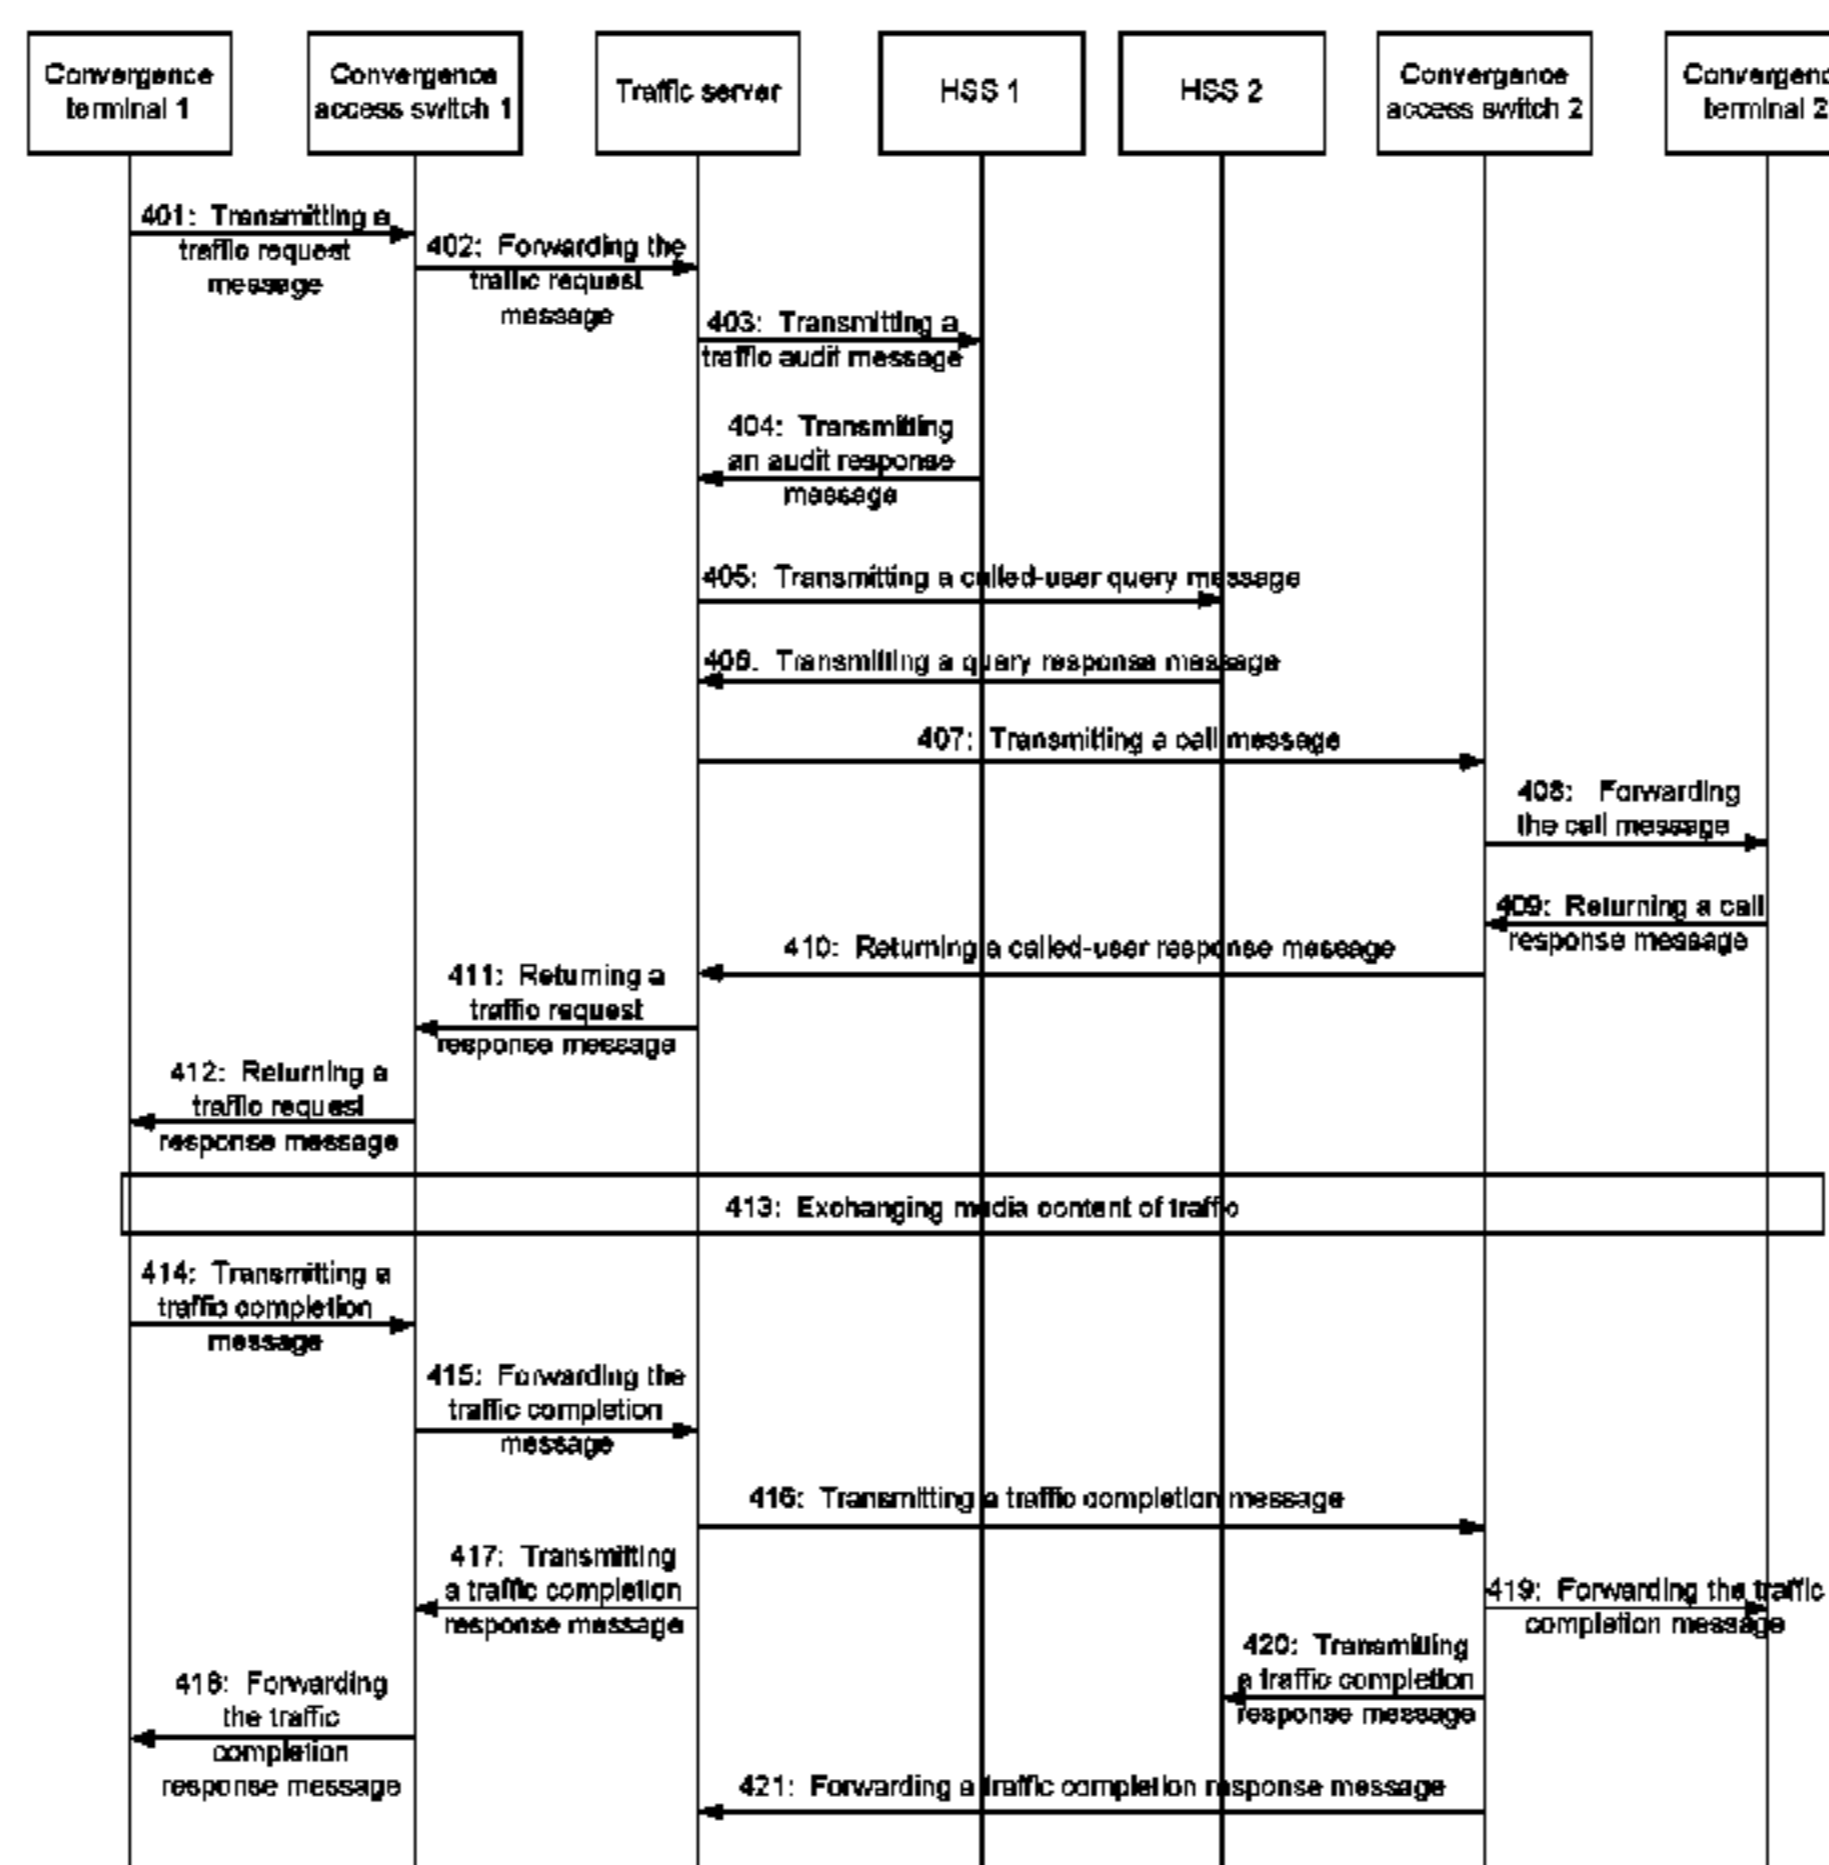 Convergence
terminal 1
Convergence
access switch 1
Traffic server
HSS 1
HSS 2
Convergence
access switch 2
Convergenc
terminal 2
401: Transmitting a
traffic request
message
402: Forwarding the
traffic request
message
403: Transmitting a
traffic audit message
404: Transmitting
an audit response
message
405: Transmitting a called-user query message
406. Transmitting a query response message
407: Transmitting a call message
408: Forwarding
the call message
409: Returning a call
response message
410: Returning a called-user response message
411: Returning a
traffic request
response message
412: Returning a
traffic request
response message
413: Exchanging media content of traffic
414: Transmitting a
traffic completion
message
415: Forwarding the
traffic completion
message
416: Transmitting a traffic completion message
417: Transmitting
a traffic completion
response message
419: Forwarding the traffic
completion message
420: Transmitting
a traffic completion
response message
418: Forwarding
the traffic
completion
response message
421: Forwarding a traffic completion response message